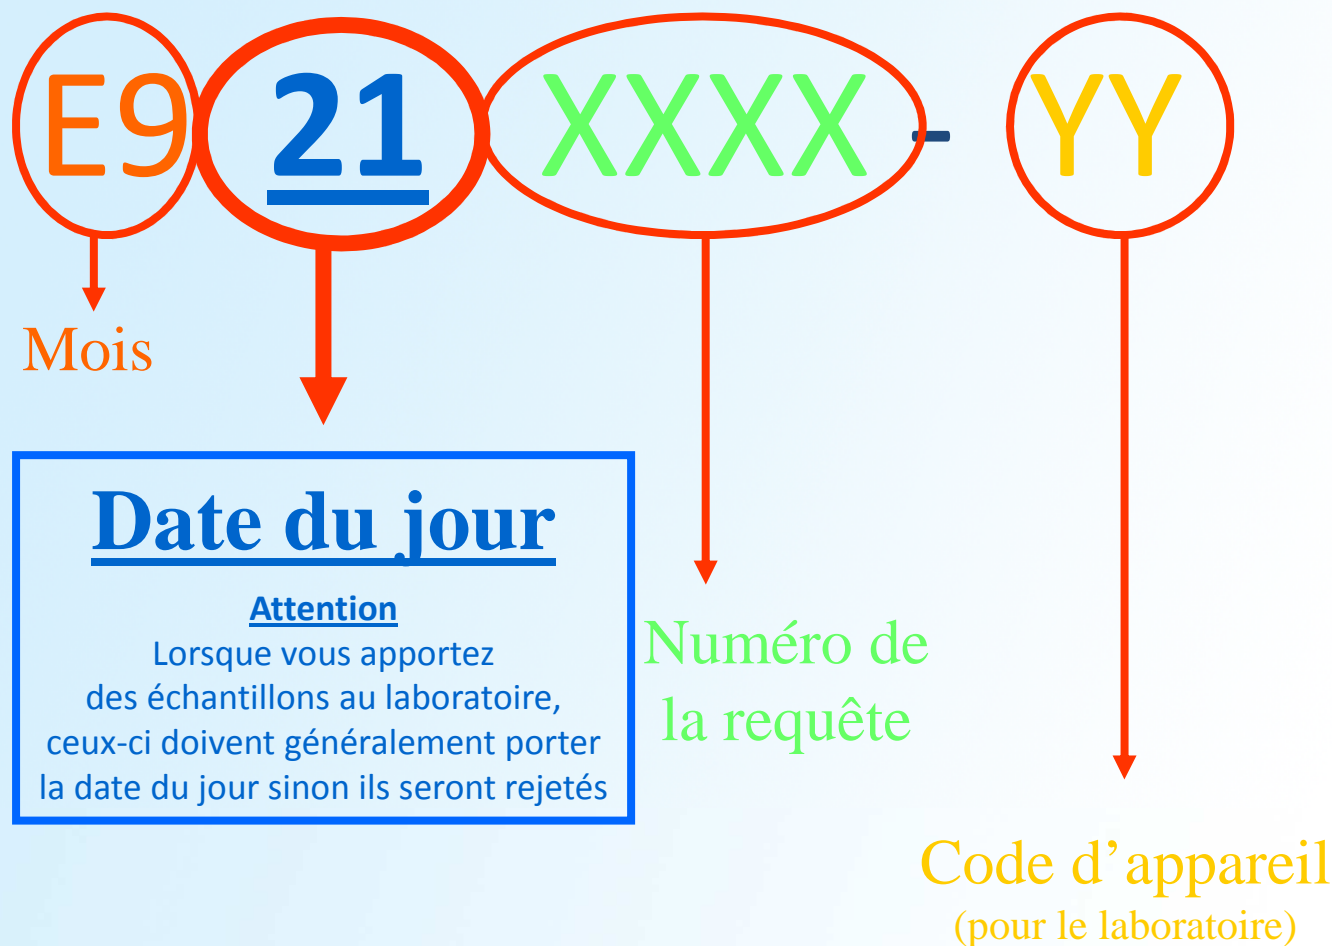 E9 21 XXXX - YY
Mois
Date du jour
Attention
Lorsque vous apportez
des échantillons au laboratoire,
ceux-ci doivent généralement porter
la date du jour sinon ils seront rejetés
Numéro de
la requête
Code d’appareil
(pour le laboratoire)